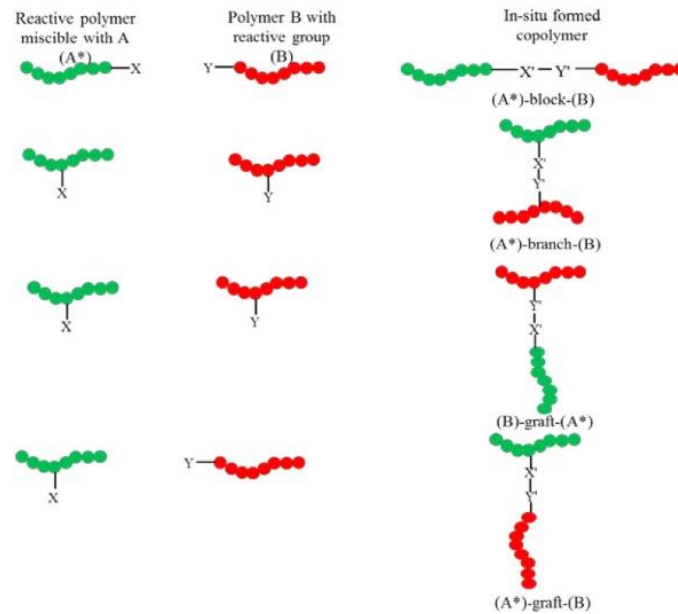 Reactive polymer
miscible with A
(A*)
Polymer B with
reactive group
(B)
In-situ formed
copolymer
X
Y
X' Y'
(A*)-block-(B)
X
Y
X'
Y'
(A*)-branch-(B)
X
Y
Y'
X'
(B)-graft-(A*)
X
Y
X'
Y'
(A*)-graft-(B)